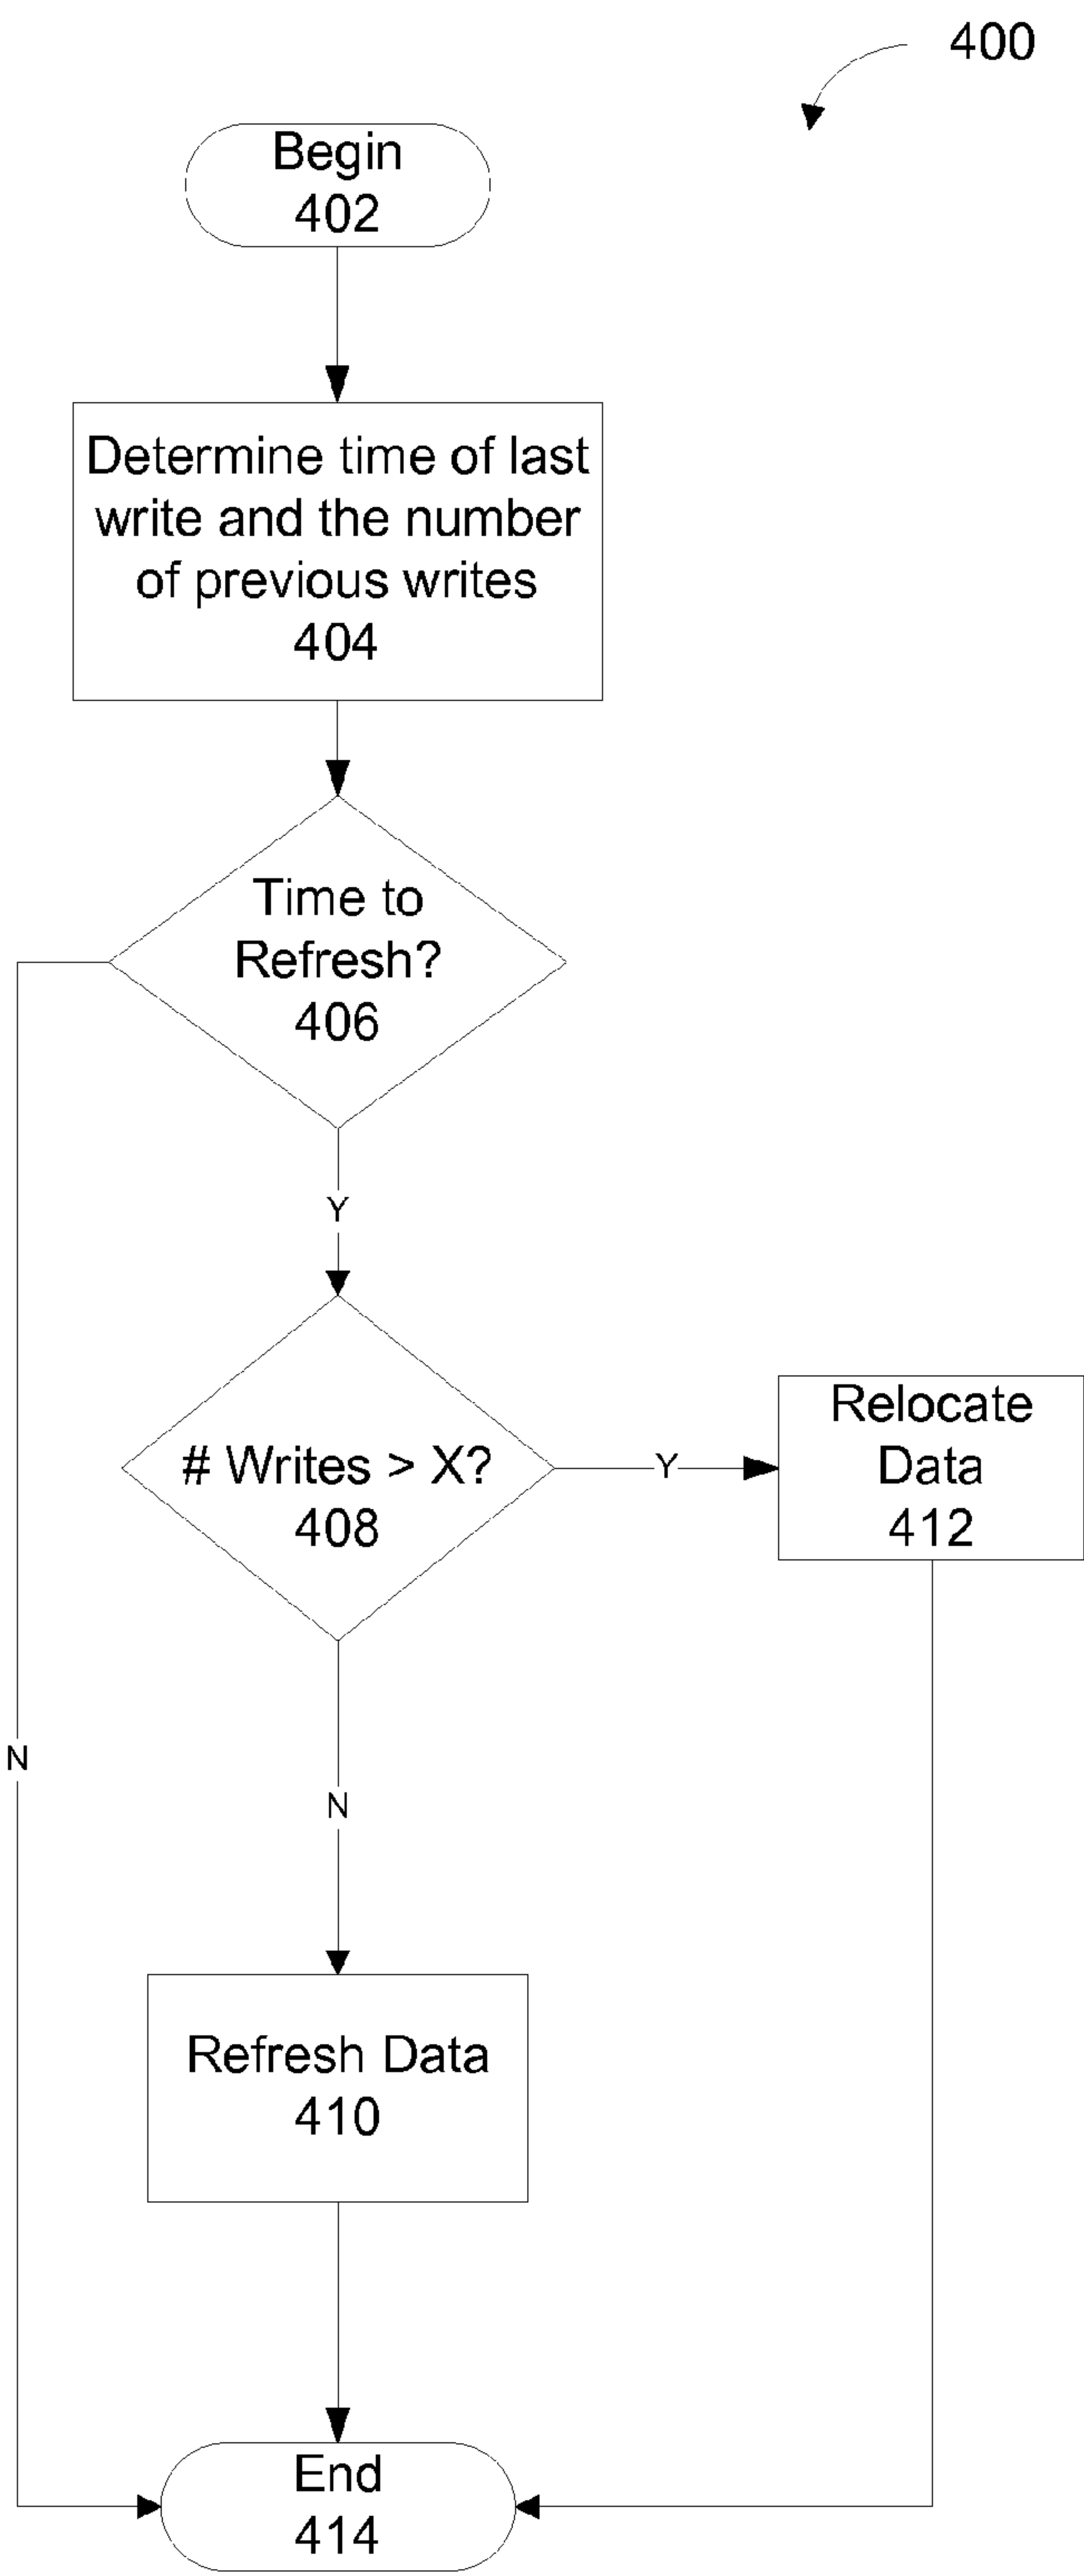 400
Begin
402
Determine time of last
write and the number
of previous writes
404
Time to
Refresh?
406
Y
# Writes > X?
408
Y
Relocate
Data
412
N
N
Refresh Data
410
End
414